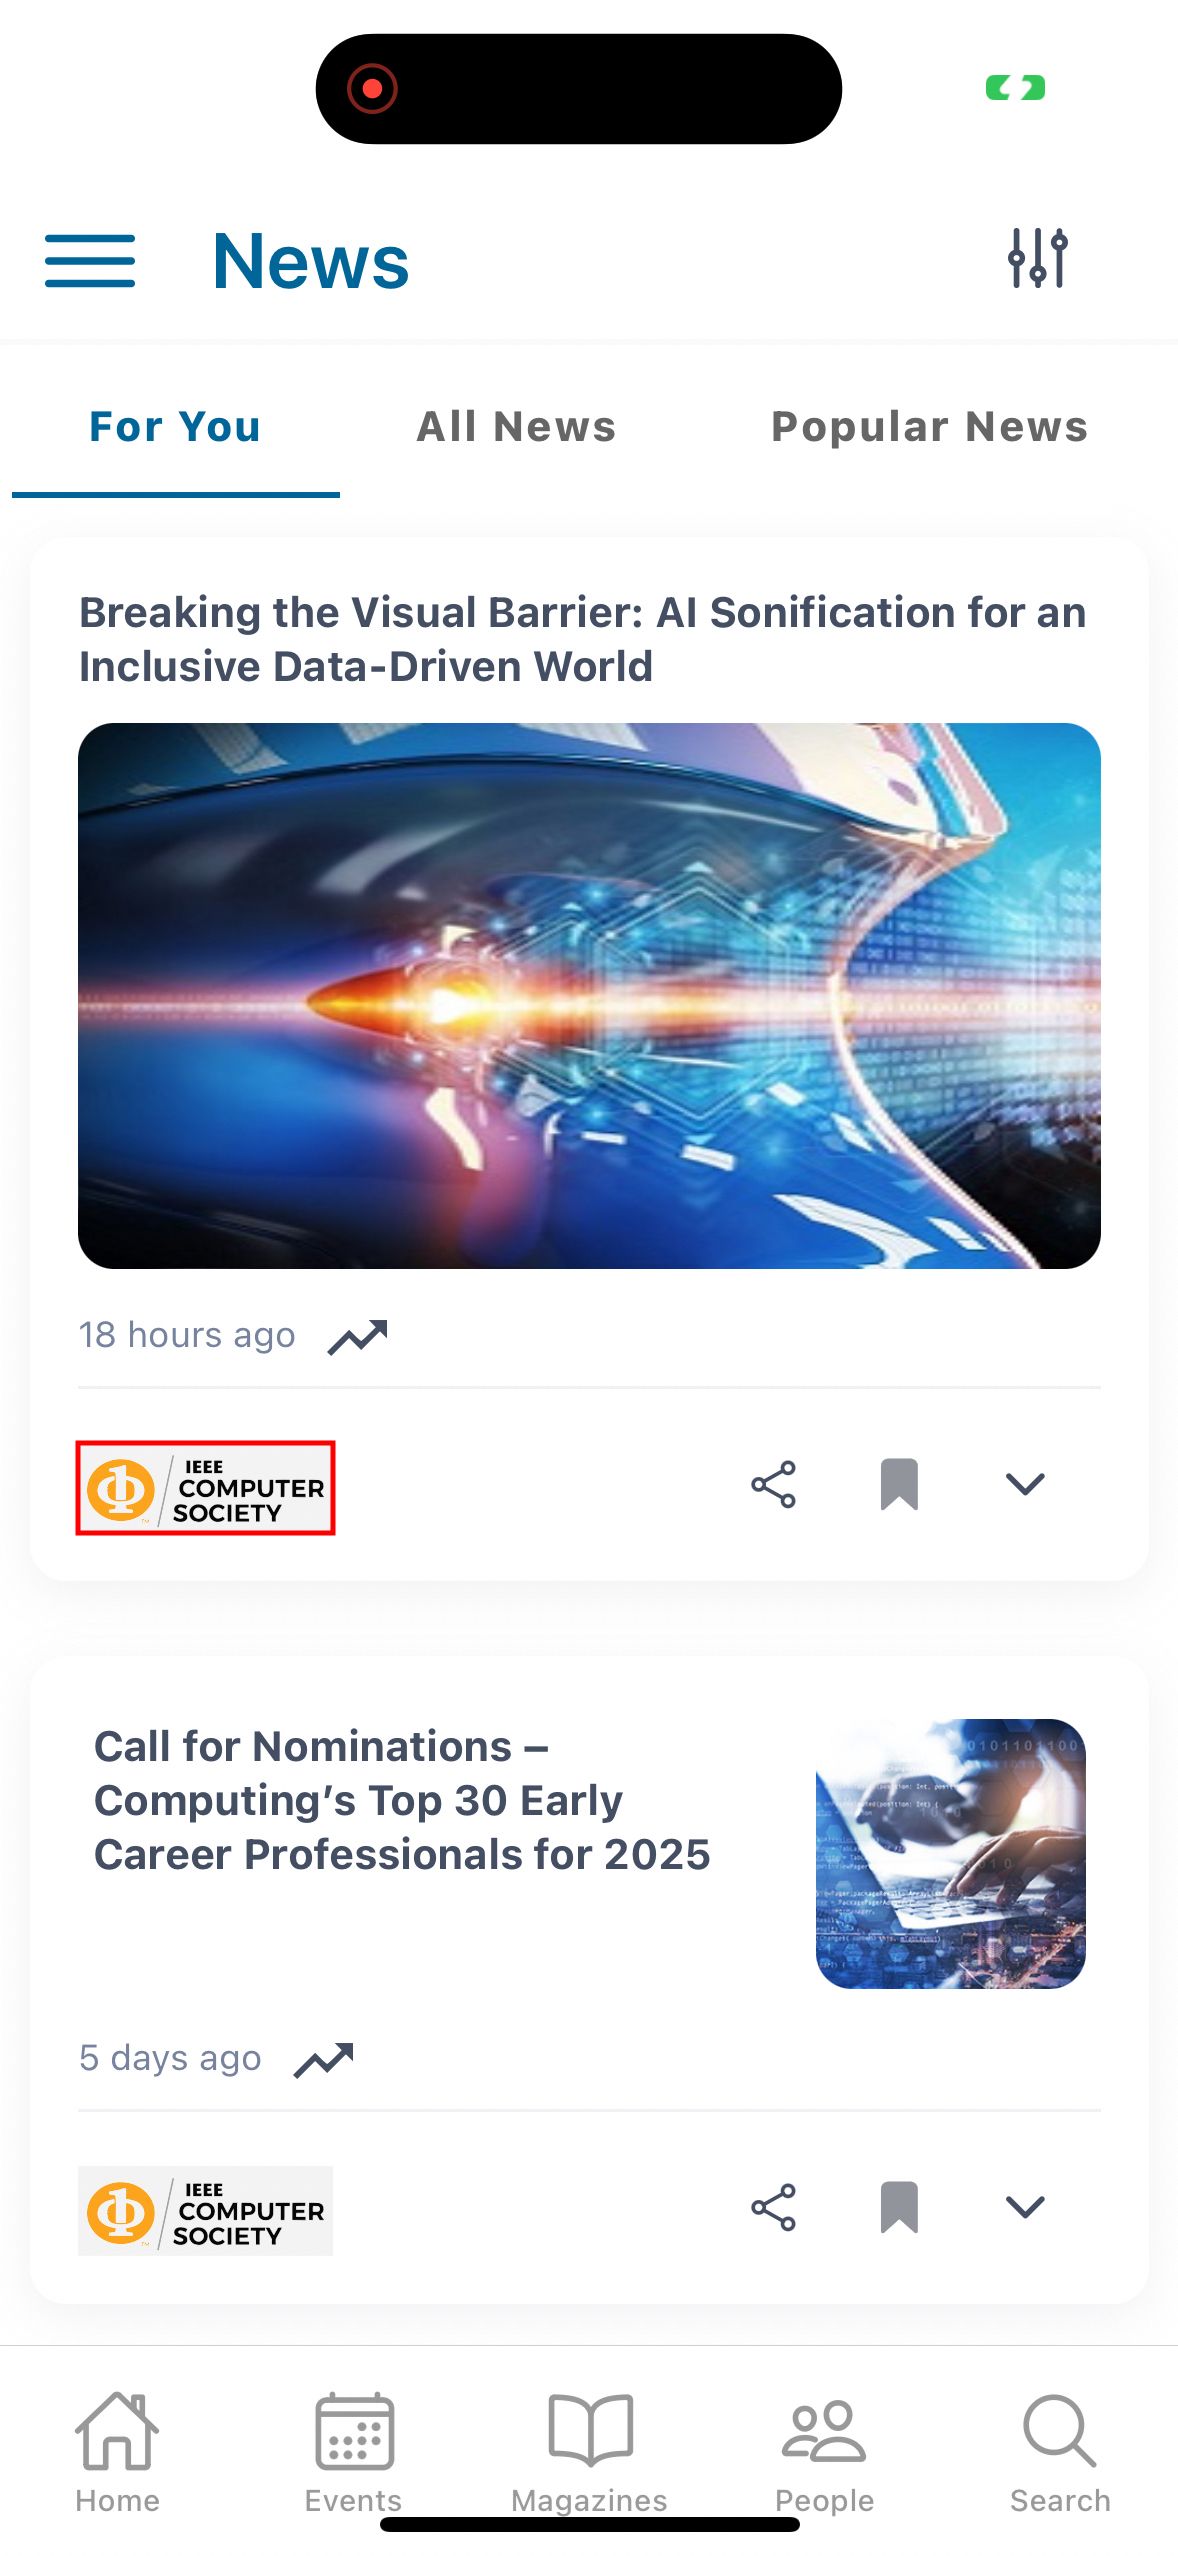 News
For You
All News
Popular News
Breaking the Visual Barrier: AI Sonification for an
Inclusive Data-Driven World
18 hours ago
IEEE
COMPUTER
SOCIETY
Call for Nominations –
Computing’s Top 30 Early
Career Professionals for 2025
5 days ago
IEEE
COMPUTER
SOCIETY
Home
Events
Magazines
People
Search